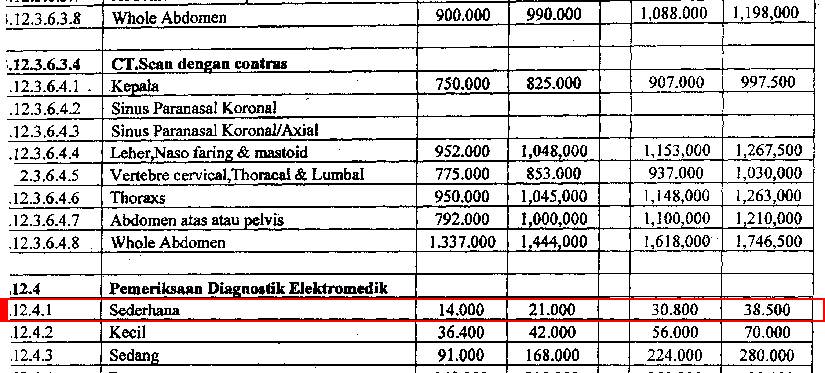 .12.3.6.3.8 Whole Abdomen 900.000 990.000 1,088.000 1,198,000
.12.3.6.3.4 CT.Scan dengan contras
.12.3.6.4.1 . Kepala 750.000 825.000 907.000 997.500
.12.3.6.4.2 Sinus Paranasal Koronal
.12.3.6.4.3 Sinus Paranasal Koronal/Axial
.12.3.6.4.4 Leher,Naso faring & mastoid 952.000 1,048,000 1,153,000 1,267,500
2.3.6.4.5 Vertebre cervical,Thoracal & Lumbal 775.000 853.000 937.000 1,030,000
.12.3.6.4.6 Thoraxs 950.000 1,045,000 1,148,000 1,263,000
.12.3.6.4.7 Abdomen atas atau pelvis 792.000 1,000,000 1,100,000 1,210,000
.12.3.6.4.8 Whole Abdomen 1.337.000 1,444,000 1,618,000 1,746,500
.12.4 Pemeriksaan Diagnostik Elektromedik
.12.4.1 Sederhana 14.000 21.000 30.800 38.500
.12.4.2 Kecil 36.400 42.000 56.000 70.000
.12.4.3 Sedang 91.000 168.000 224.000 280.000